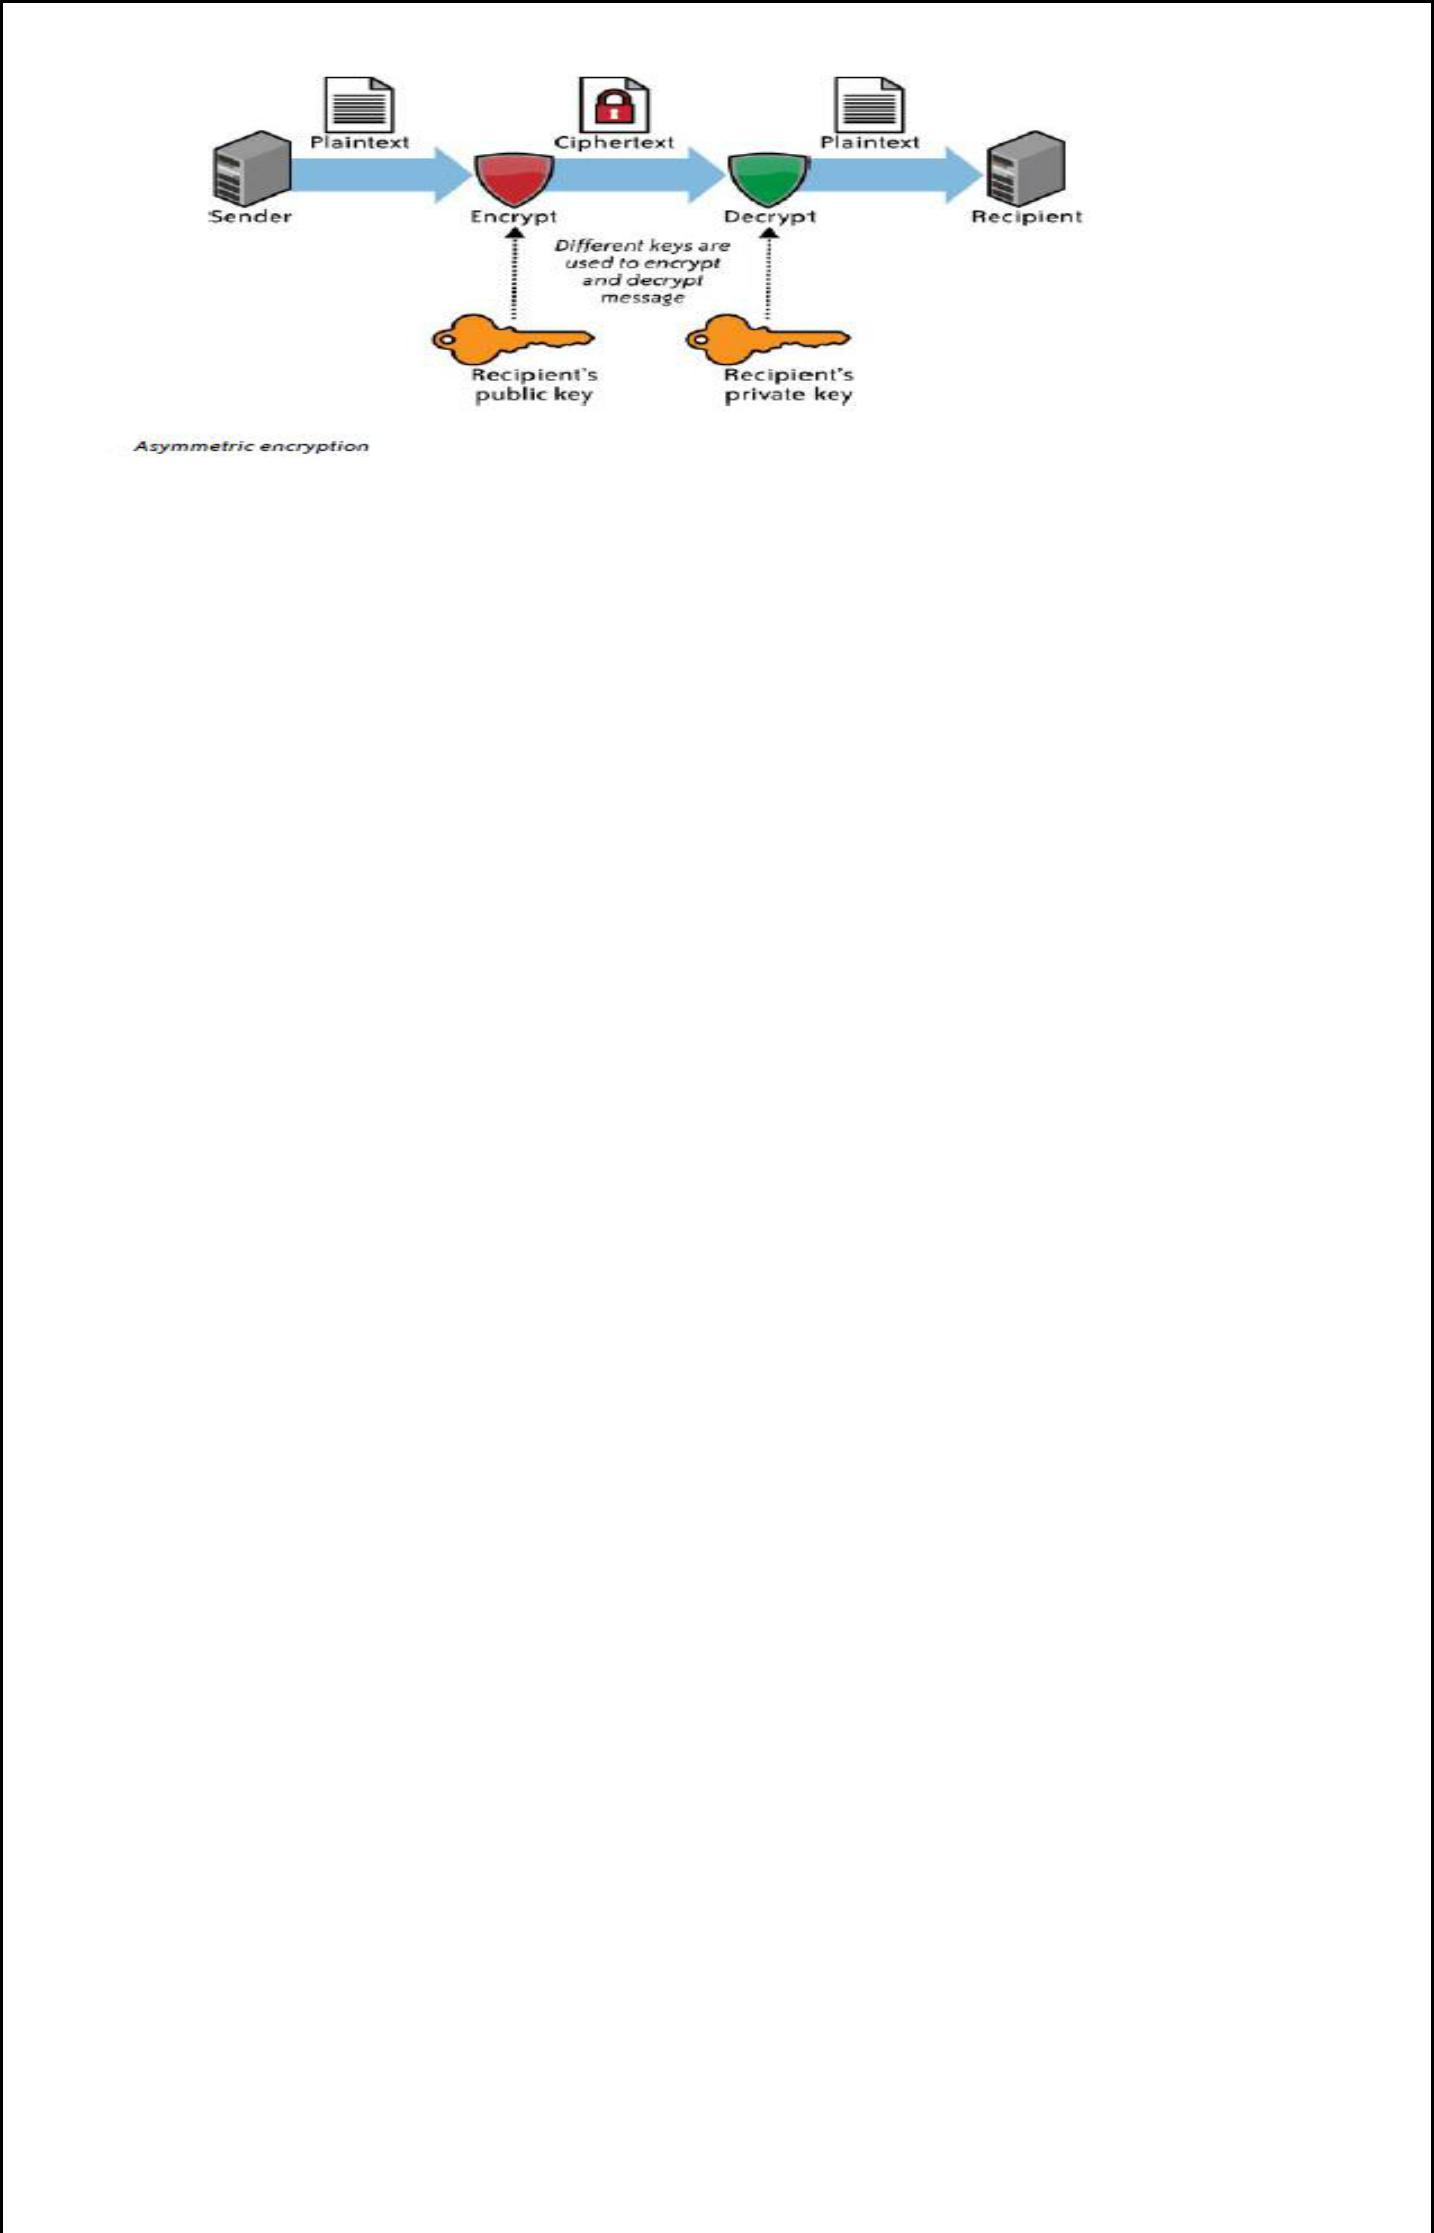 Plaintext
Ciphertext
Plaintext
Sender
Encrypt
Decrypt
Recipient
Different keys are
used to encrypt
and decrypt
message
Recipient's
public key
Recipient's
private key
Asymmetric encryption